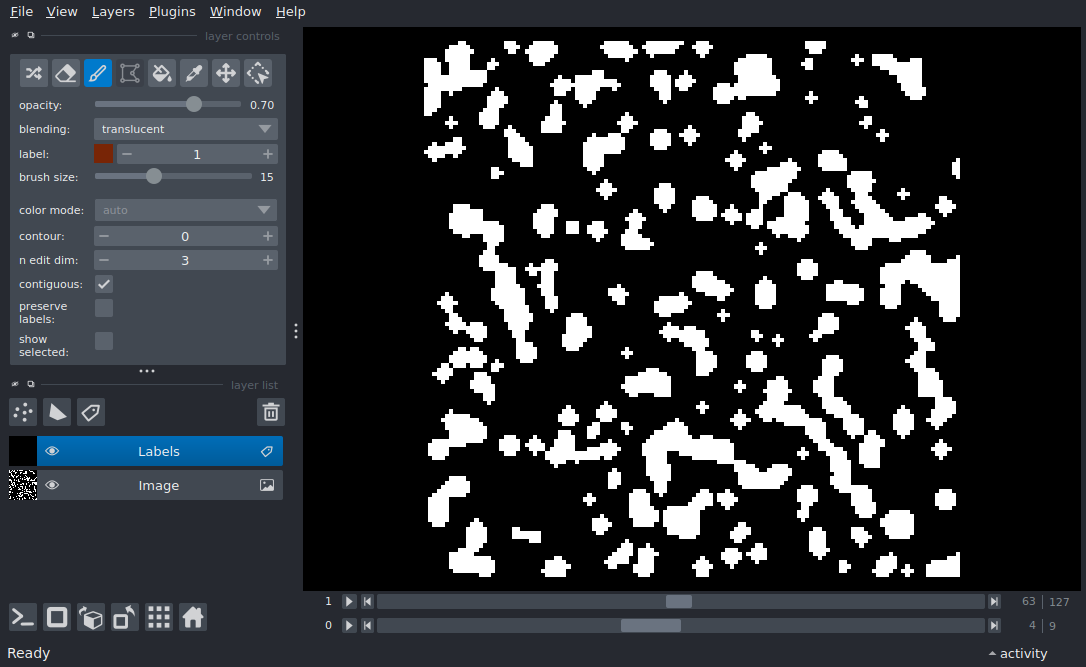 File View Layers Plugins Window Help
layer controls
opacity: 0.70
blending: translucent
label: 1
brush size: 15
color mode: auto
contour: 0
n edit dim: 3
contiguous:
preserve
labels:
show
selected:
layer list
Labels
Image
1 63 127
0 4 9
Ready activity